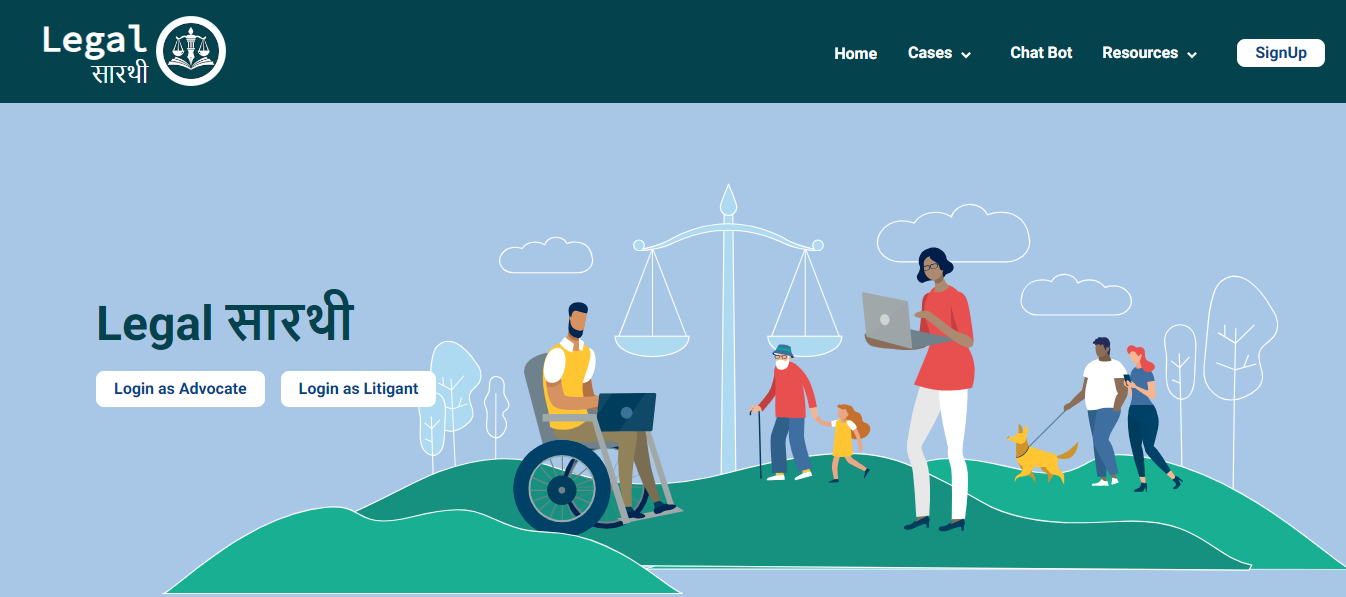 Legal
सारथी
Home Cases Chat Bot Resources SignUp
Legal सारथी
Login as Advocate Login as Litigant